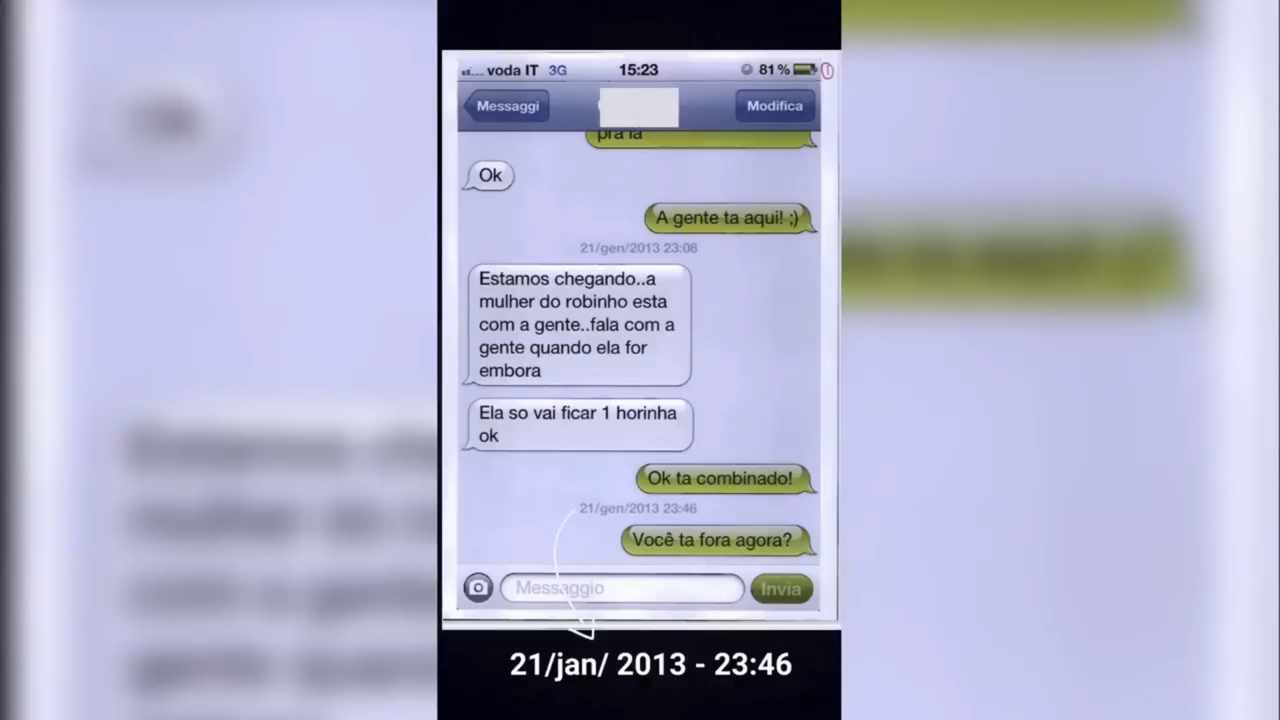 voda IT 3G 15:23 81%
Messaggi Modifica
pra la
Ok
A gente ta aqui! ;)
21/gen/2013 23:08
Estamos chegando..a
mulher do robinho esta
com a gente..fala com a
gente quando ela for
embora
Ela so vai ficar 1 horinha
ok
Ok ta combinado!
21/gen/2013 23:46
Você ta fora agora?
Messaggio Invia
21/jan/ 2013 - 23:46